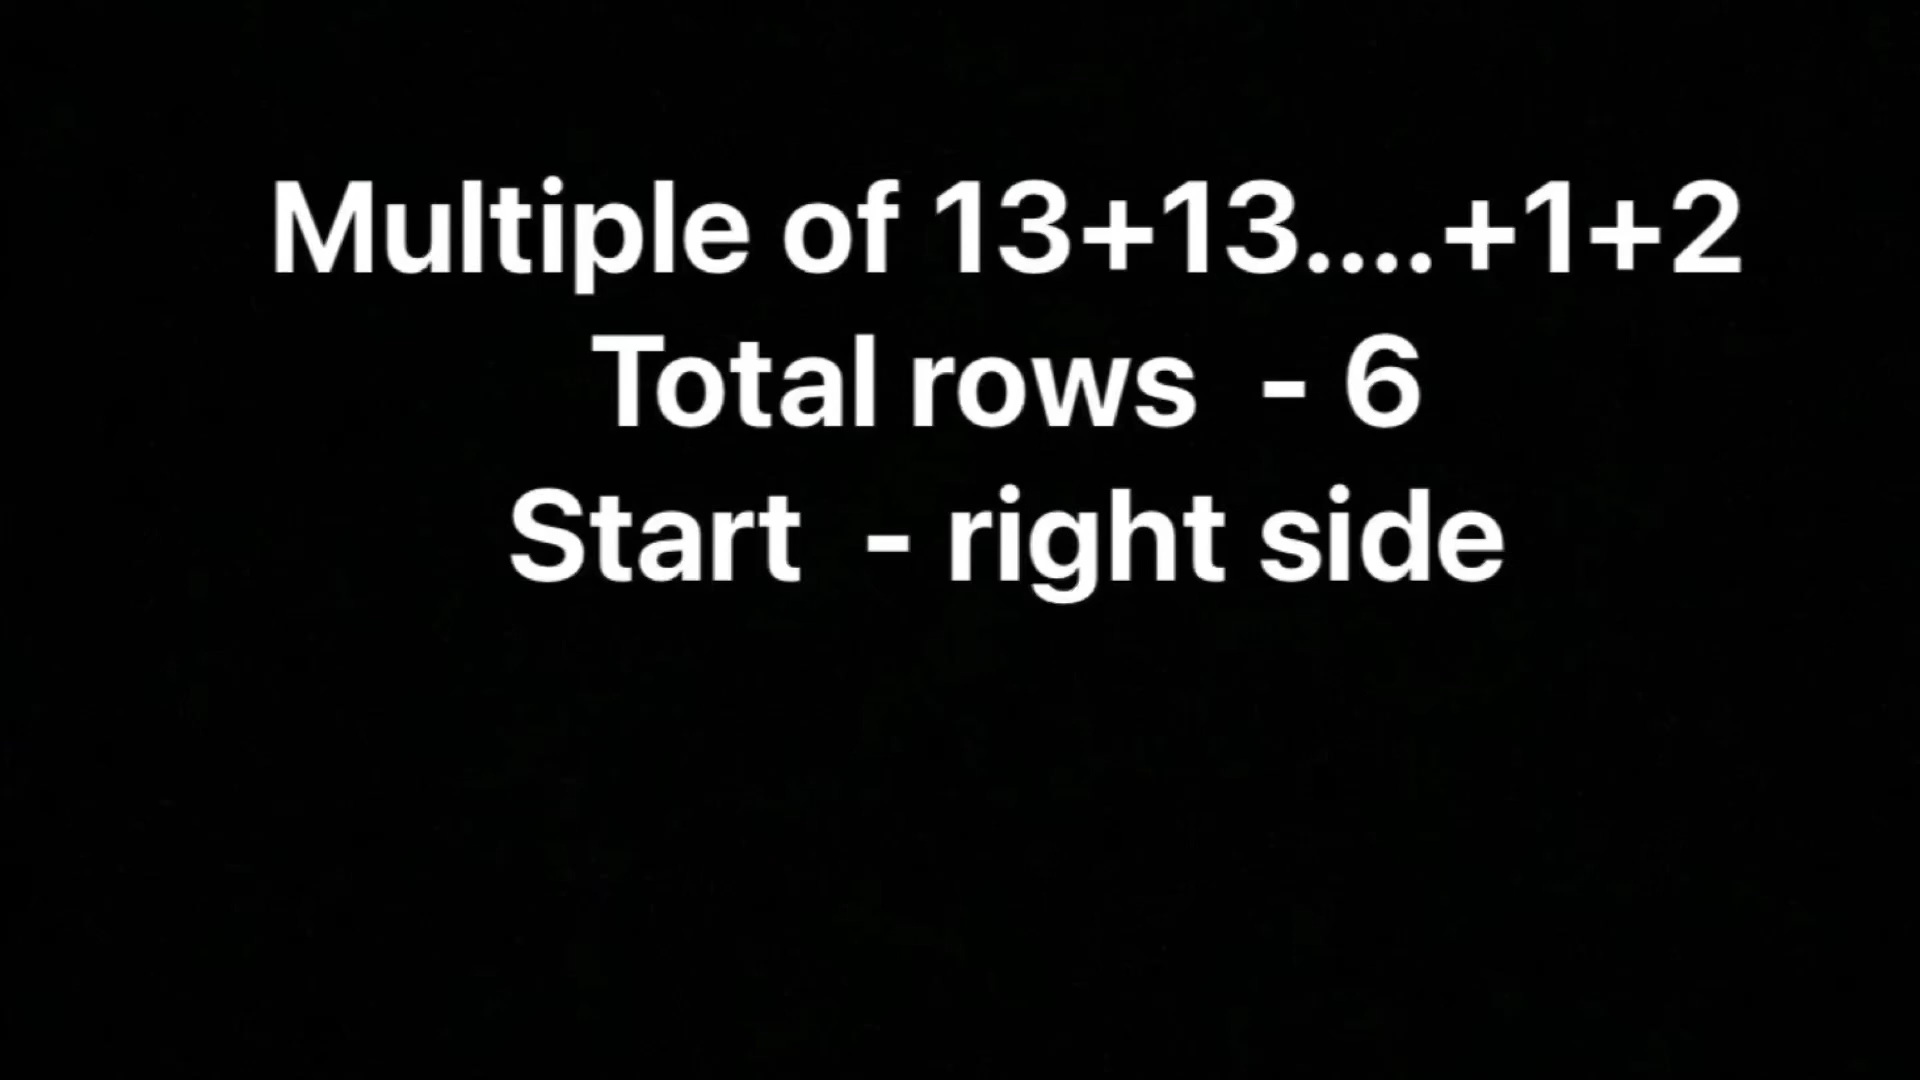 Multiple of 13+13....+1+2
Total rows - 6
Start - right side